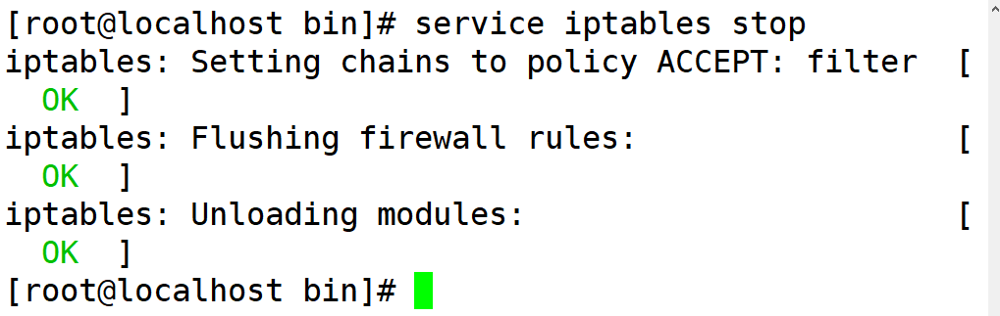 [root@localhost bin]# service iptables stop
iptables: Setting chains to policy ACCEPT: filter  [
  OK  ]
iptables: Flushing firewall rules:                 [
  OK  ]
iptables: Unloading modules:                       [
  OK  ]
[root@localhost bin]#